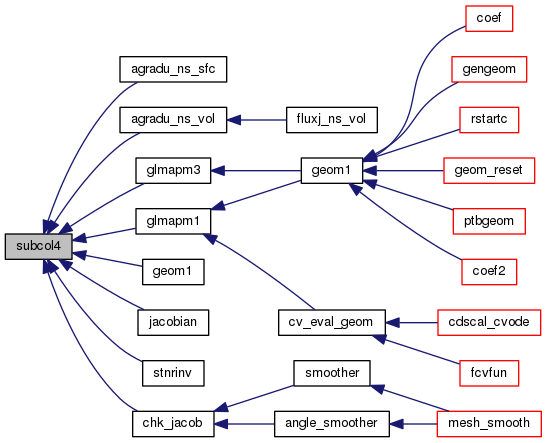 coef
agradu_ns_sfc
gengeom
agradu_ns_vol
fluxj_ns_vol
rstartc
glmapm3
geom1
geom_reset
glmapm1
ptbgeom
subcol4
geom1
coef2
jacobian
cv_eval_geom
cdscal_cvode
stnrinv
smoother
fcvfun
chk_jacob
angle_smoother
mesh_smooth